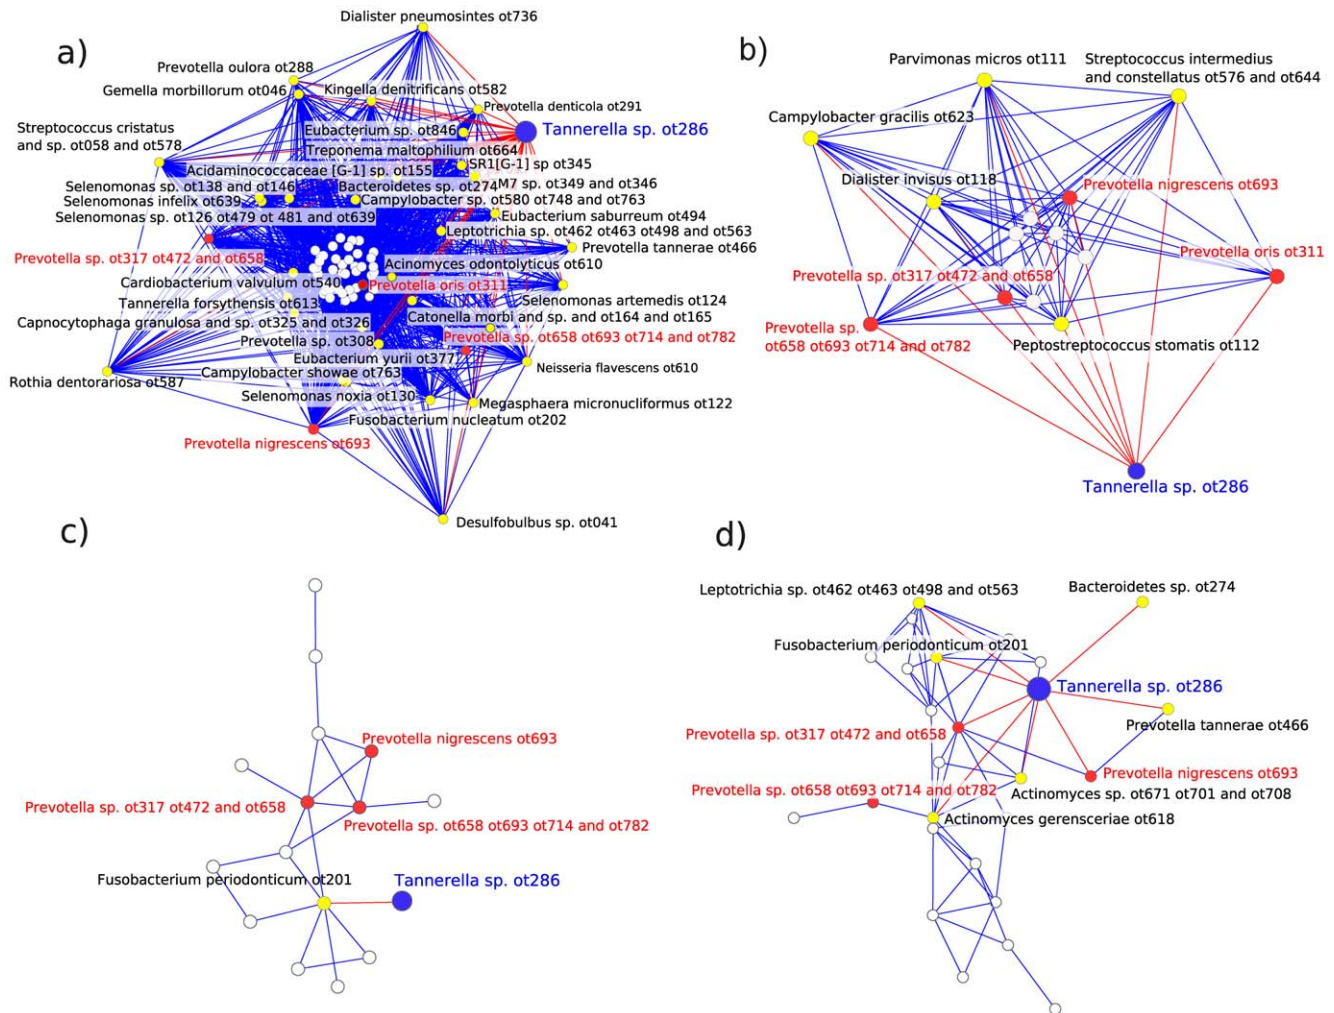 a)
Dialister pneumosintes ot736
Prevotella oulora ot288
Gemella morbillorum ot046
Kingella denitrificans ot582
Prevotella denticola ot291
Streptococcus cristatus
and sp. ot058 and ot578
Eubacterium sp. ot846
Tannerella sp. ot286
Treponema maltophilium ot664
Acidaminococcaceae [G-1] sp. ot155
SR1[G-1] sp ot345
Selenomonas sp. ot138 and ot146
Bacteroidetes sp. ot274
M7 sp. ot349 and ot346
Selenomonas infelix ot639
Campylobacter sp. ot580 ot748 and ot763
Selenomonas sp. ot126 ot479 ot 481 and ot639
Eubacterium saburreum ot494
Leptotrichia sp. ot462 ot463 ot498 and ot563
Prevotella tannerae ot466
Prevotella sp. ot317 ot472 and ot658
Acinomyces odontolyticus ot610
Cardiobacterium valvulum ot540
Prevotella oris ot311
Tannerella forsythensis ot613
Selenomonas artemedis ot124
Capnocytophaga granulosa and sp. ot325 and ot326
Catonella morbi and sp. and ot164 and ot165
Prevotella sp. ot308
Prevotella sp. ot658 ot693 ot714 and ot782
Eubacterium yurii ot377
Rothia dentorariosa ot587
Campylobacter showae ot763
Neisseria flavescens ot610
Selenomonas noxia ot130
Megasphaera micronucliformus ot122
Fusobacterium nucleatum ot202
Prevotella nigrescens ot693
Desulfobulbus sp. ot041
b)
Parvimonas micros ot111
Streptococcus intermedius
and constellatus ot576 and ot644
Campylobacter gracilis ot623
Dialister invisus ot118
Prevotella nigrescens ot693
Prevotella oris ot311
Prevotella sp. ot317 ot472 and ot658
Prevotella sp.
ot658 ot693 ot714 and ot782
Peptostreptococcus stomatis ot112
Tannerella sp. ot286
c)
Prevotella nigrescens ot693
Prevotella sp. ot317 ot472 and ot658
Prevotella sp. ot658 ot693 ot714 and ot782
Fusobacterium periodonticum ot201
Tannerella sp. ot286
d)
Leptotrichia sp. ot462 ot463 ot498 and ot563
Bacteroidetes sp. ot274
Fusobacterium periodonticum ot201
Tannerella sp. ot286
Prevotella tannerae ot466
Prevotella sp. ot317 ot472 and ot658
Prevotella nigrescens ot693
Prevotella sp. ot658 ot693 ot714 and ot782
Actinomyces sp. ot671 ot701 and ot708
Actinomyces gerensceriae ot618